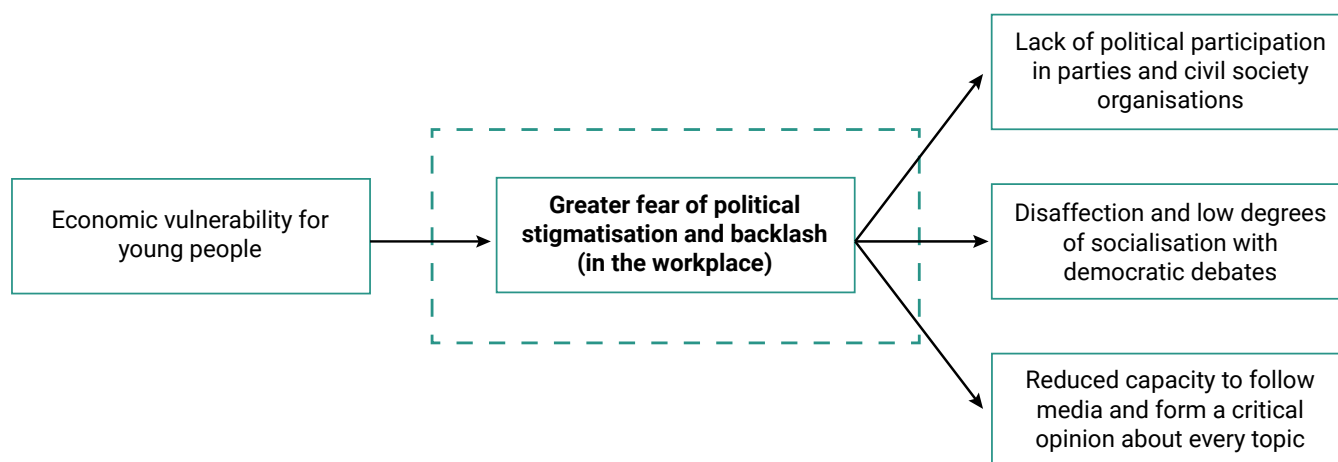 Economic vulnerability for
young people
Greater fear of political
stigmatisation and backlash
(in the workplace)
Lack of political participation
in parties and civil society
organisations
Disaffection and low degrees
of socialisation with
democratic debates
Reduced capacity to follow
media and form a critical
opinion about every topic